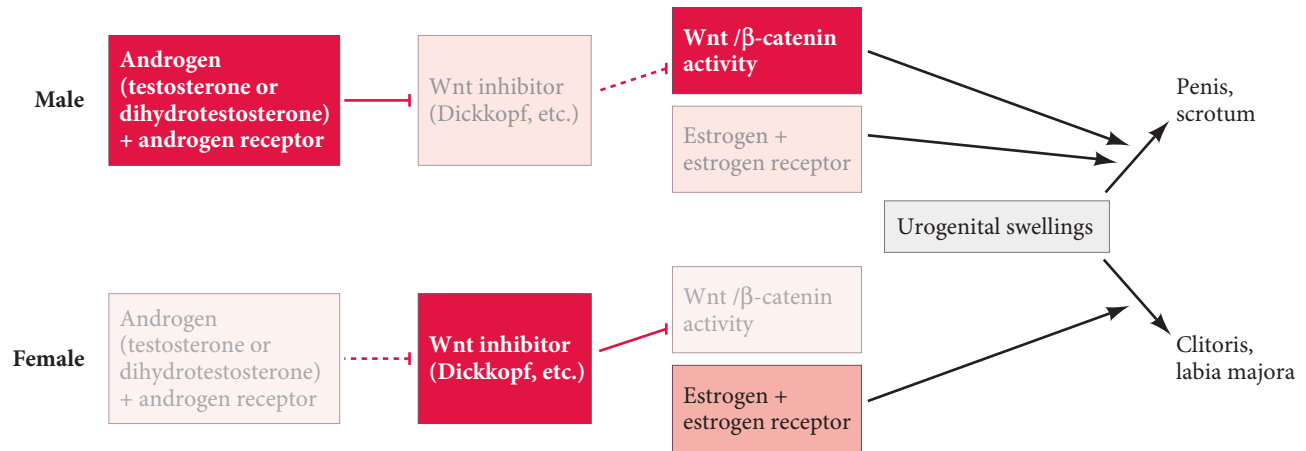 Male
Androgen
(testosterone or
dihydrotestosterone)
+ androgen receptor
Wnt inhibitor
(Dickkopf, etc.)
Wnt /β-catenin
activity
Estrogen +
estrogen receptor
Penis,
scrotum
Urogenital swellings
Female
Androgen
(testosterone or
dihydrotestosterone)
+ androgen receptor
Wnt inhibitor
(Dickkopf, etc.)
Wnt /β-catenin
activity
Estrogen +
estrogen receptor
Clitoris,
labia majora